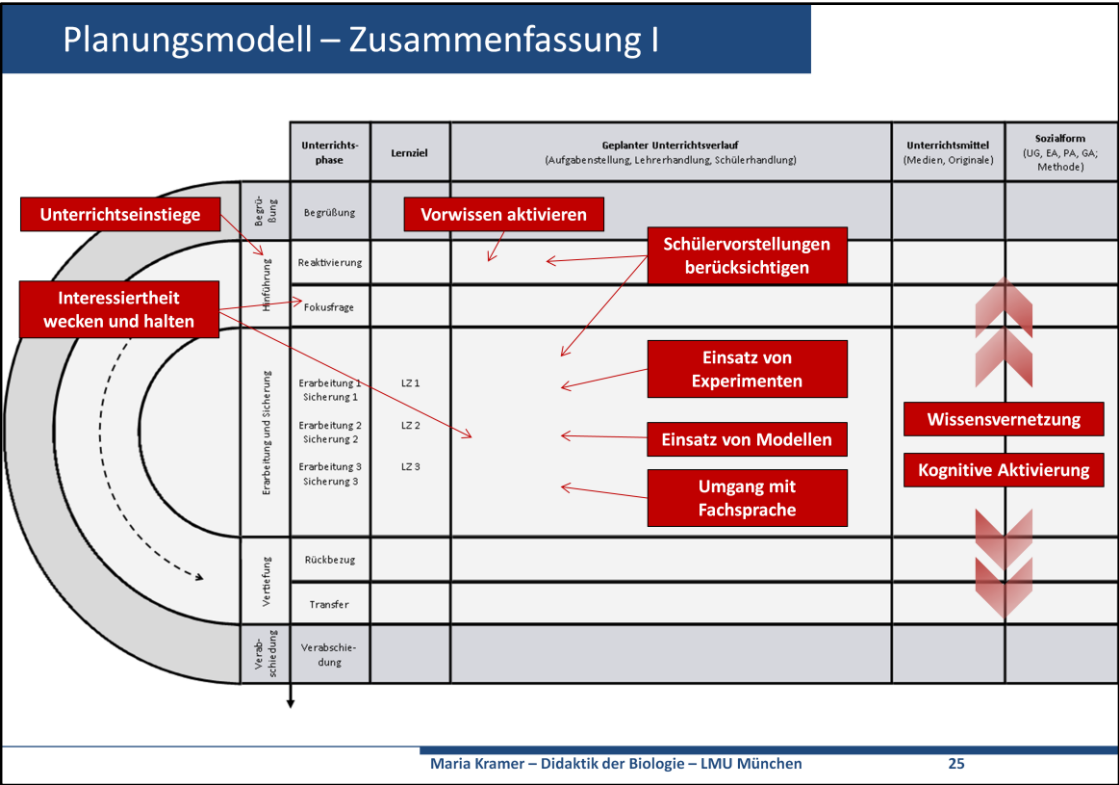 Planungsmodell – Zusammenfassung I
Unterrichts-
phase
Lernziel
Geplanter Unterrichtsverlauf
(Aufgabenstellung, Lehrerhandlung, Schülerhandlung)
Unterrichtsmittel
(Medien, Originale)
Sozialform
(UG, EA, PA, GA;
Methode)
Begrü-
ßung
Begrüßung
Unterrichtseinstiege
Vorwissen aktivieren
Schülervorstellungen
berücksichtigen
Hinführung
Reaktivierung
Fokusfrage
Interessiertheit
wecken und halten
Erarbeitung und Sicherung
Erarbeitung 1
Sicherung 1
LZ 1
Erarbeitung 2
Sicherung 2
LZ 2
Erarbeitung 3
Sicherung 3
LZ 3
Einsatz von
Experimenten
Einsatz von Modellen
Umgang mit
Fachsprache
Wissensvernetzung
Kognitive Aktivierung
Vertiefung
Rückbezug
Transfer
Verab-
schiedung
Verabschie-
dung
Maria Kramer – Didaktik der Biologie – LMU München
25